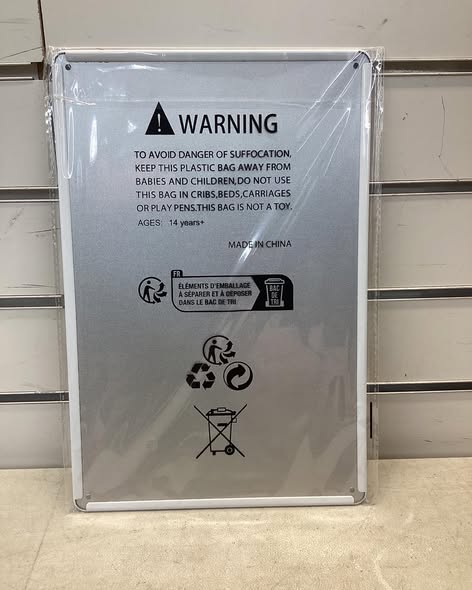 WARNING
TO AVOID DANGER OF SUFFOCATION,
KEEP THIS PLASTIC BAG AWAY FROM
BABIES AND CHILDREN,DO NOT USE
THIS BAG IN CRIBS,BEDS,CARRIAGES
OR PLAY PENS.THIS BAG IS NOT A TOY.
AGES: 14 years+
MADE IN CHINA
FR
ÉLÉMENTS D'EMBALLAGE
À SÉPARER ET À DÉPOSER
DANS LE BAC DE TRI
BAC
DE
TRI